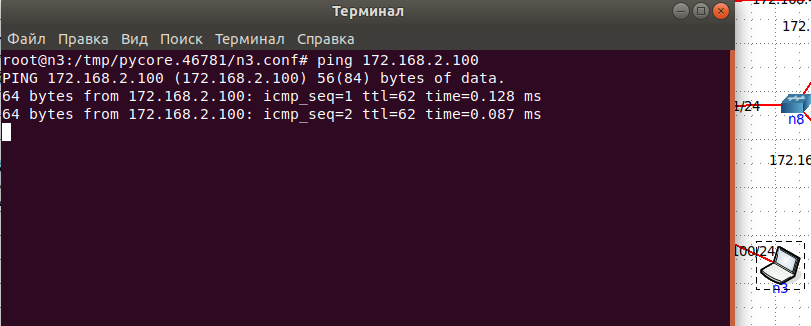 Терминал
Файл Правка Вид Поиск Терминал Справка
root@n3:/tmp/pycore.46781/n3.conf# ping 172.168.2.100
PING 172.168.2.100 (172.168.2.100) 56(84) bytes of data.
64 bytes from 172.168.2.100: icmp_seq=1 ttl=62 time=0.128 ms
64 bytes from 172.168.2.100: icmp_seq=2 ttl=62 time=0.087 ms
172.
1/24
n8
172.16
100/24
n3